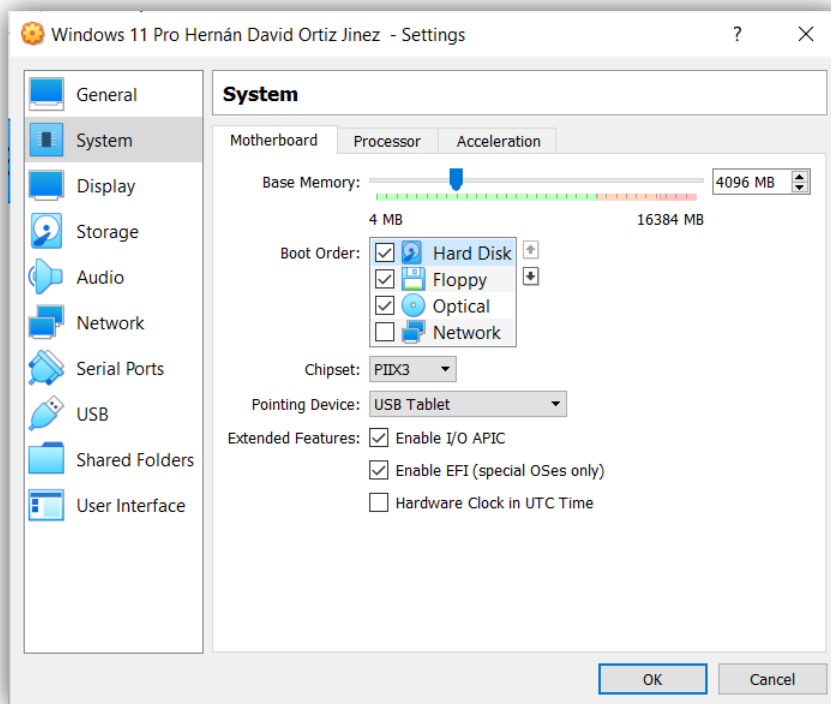 Windows 11 Pro Hernán David Ortiz Jinez - Settings
?
General
System
Display
Storage
Audio
Network
Serial Ports
USB
Shared Folders
User Interface
System
Motherboard
Processor
Acceleration
Base Memory:
4096 MB
4 MB
16384 MB
Boot Order:
Hard Disk
Floppy
Optical
Network
Chipset:
PIIX3
Pointing Device:
USB Tablet
Extended Features:
Enable I/O APIC
Enable EFI (special OSes only)
Hardware Clock in UTC Time
OK
Cancel